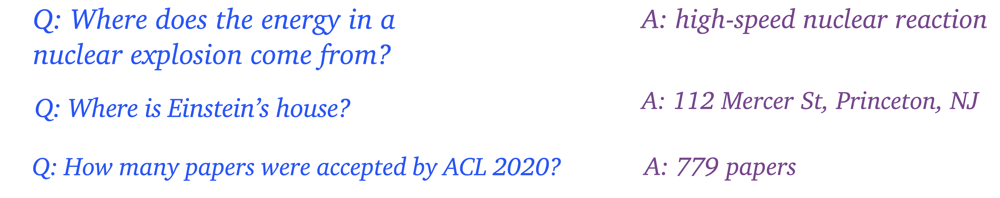 Q: Where does the energy in a
nuclear explosion come from?
A: high-speed nuclear reaction
Q: Where is Einstein’s house?
A: 112 Mercer St, Princeton, NJ
Q: How many papers were accepted by ACL 2020?
A: 779 papers